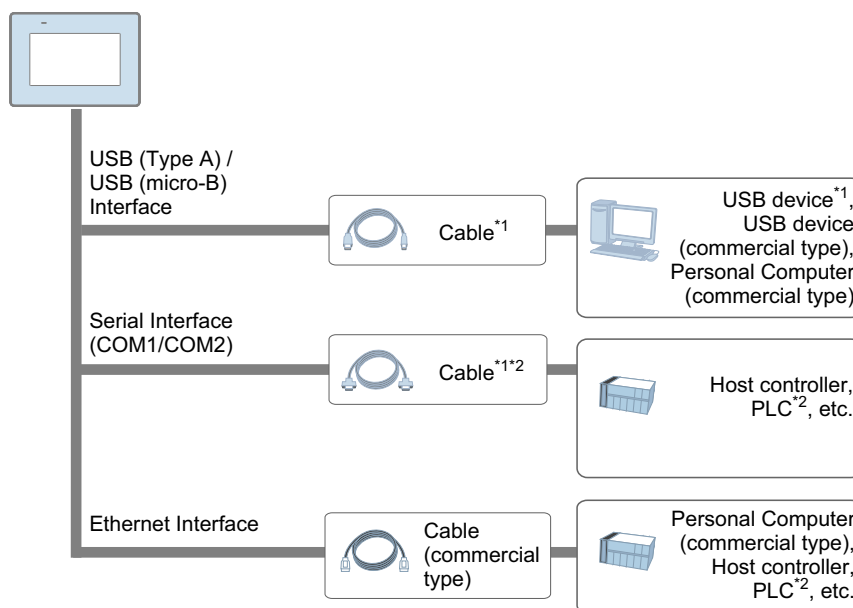 USB (Type A) /
USB (micro-B)
Interface
Cable*1
USB device*1,
USB device
(commercial type),
Personal Computer
(commercial type)
Serial Interface
(COM1/COM2)
Cable*1*2
Host controller,
PLC*2, etc.
Ethernet Interface
Cable
(commercial
type)
Personal Computer
(commercial type),
Host controller,
PLC*2, etc.